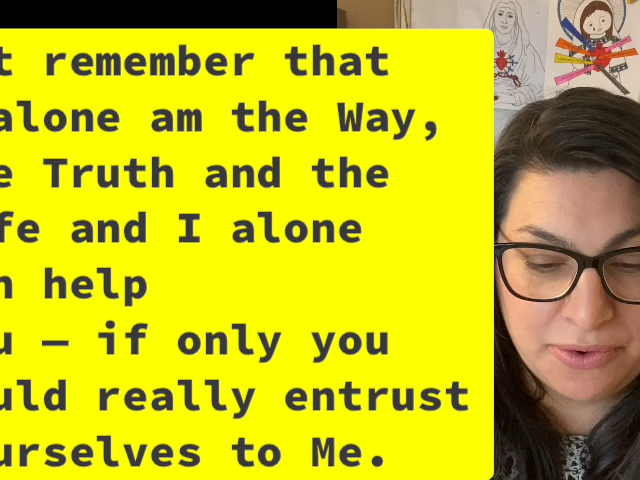 t remember that
alone am the Way,
e Truth and the
fe and I alone
n help
u – if only you
uld really entrust
urselves to Me.